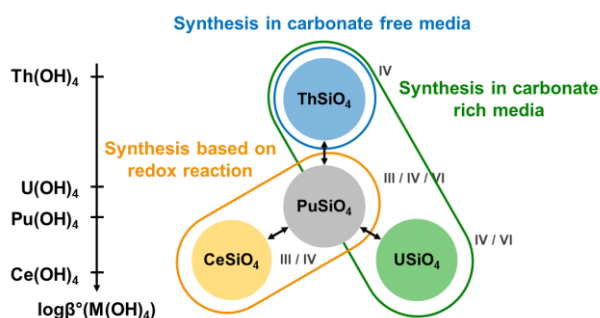 Synthesis in carbonate free media
Th(OH)₄
IV
ThSiO₄
Synthesis in carbonate
rich media
Synthesis based on
redox reaction
III / IV / VI
U(OH)₄
PuSiO₄
Pu(OH)₄
IV / VI
CeSiO₄
III / IV
USiO₄
Ce(OH)₄
logβ°(M(OH)₄)